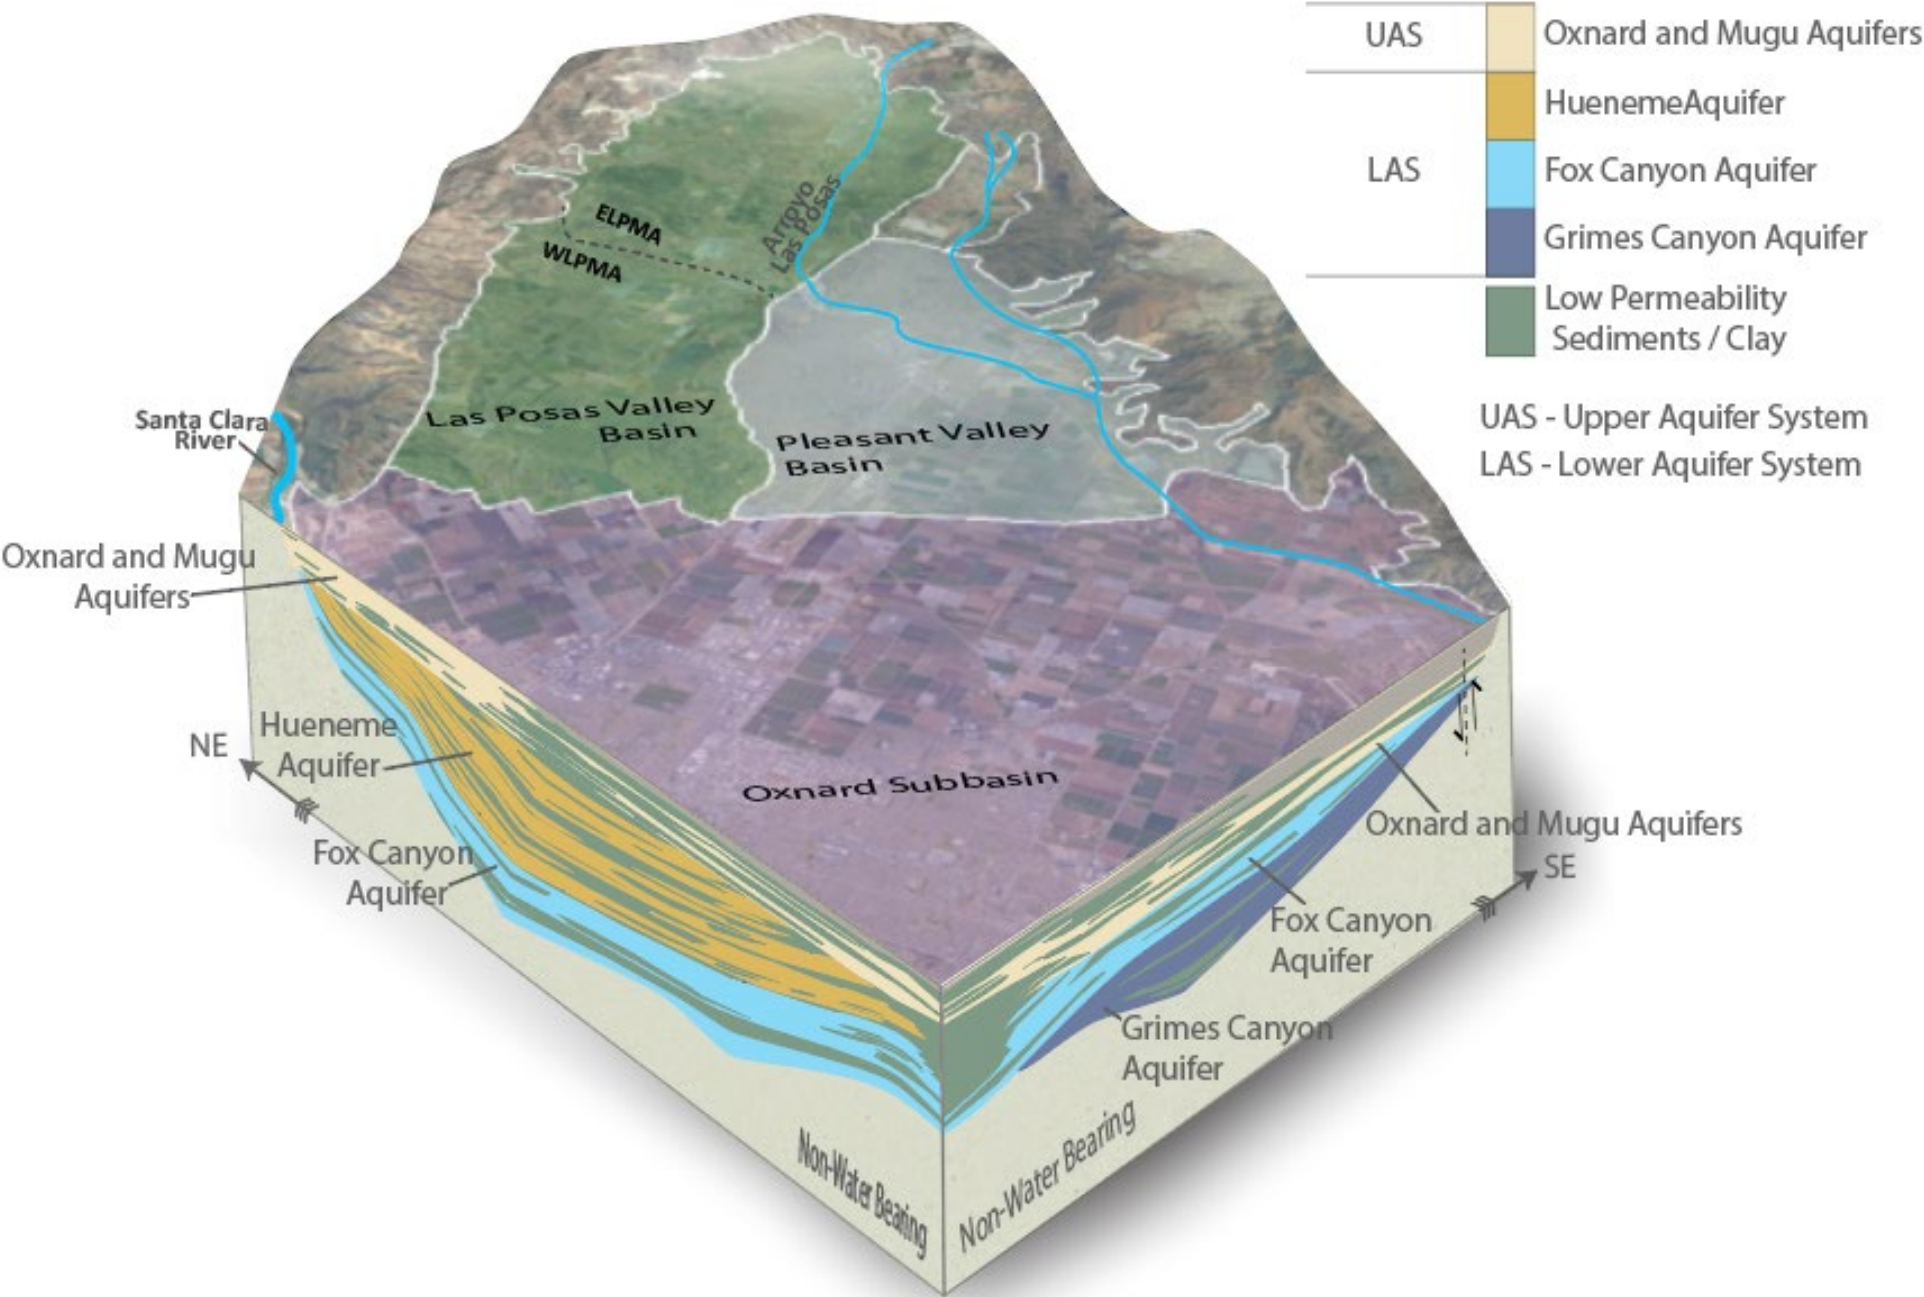 UAS
Oxnard and Mugu Aquifers
HuenemeAquifer
LAS
Fox Canyon Aquifer
Grimes Canyon Aquifer
Low Permeability
Sediments / Clay
UAS - Upper Aquifer System
LAS - Lower Aquifer System
Arroyo
Las Posas
ELPMA
WLPMA
Las Posas Valley
Basin
Pleasant Valley
Basin
Santa Clara
River
Oxnard and Mugu
Aquifers
Hueneme
Aquifer
NE
Fox Canyon
Aquifer
Oxnard Subbasin
Oxnard and Mugu Aquifers
SE
Fox Canyon
Aquifer
Grimes Canyon
Aquifer
Non-Water Bearing
Non-Water Bearing